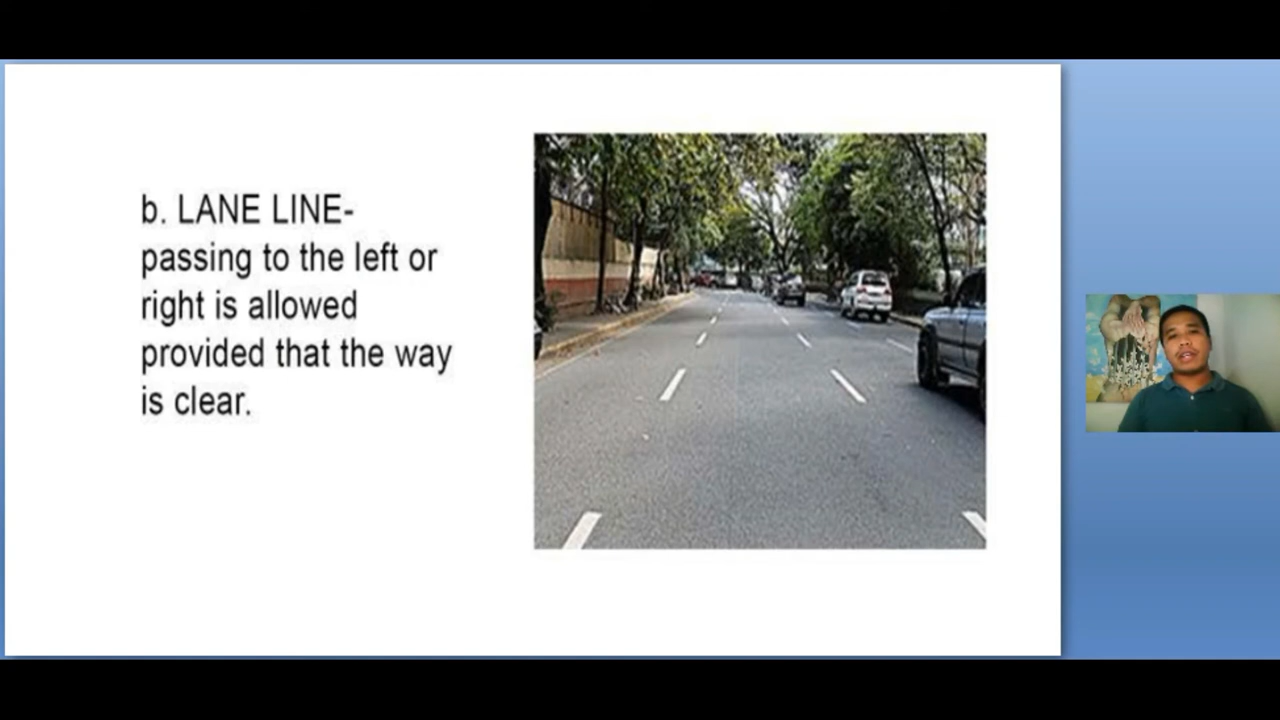 b. LANE LINE-
passing to the left or
right is allowed
provided that the way
is clear.